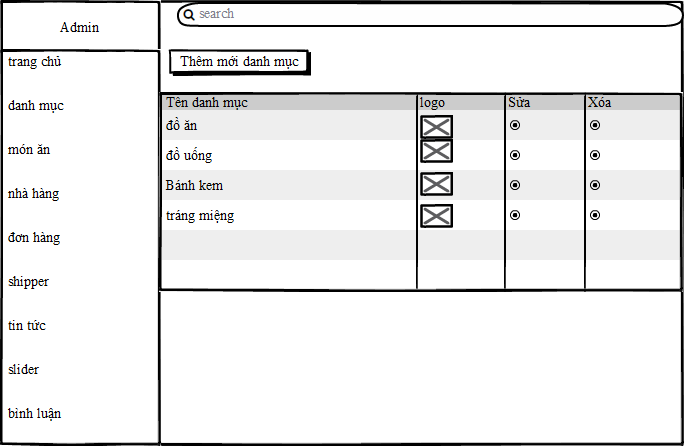 Admin
search
trang chủ
danh mục
món ăn
nhà hàng
đơn hàng
shipper
tin tức
slider
bình luận
Thêm mới danh mục
Tên danh mục logo Sửa Xóa
đồ ăn
đồ uống
Bánh kem
tráng miệng